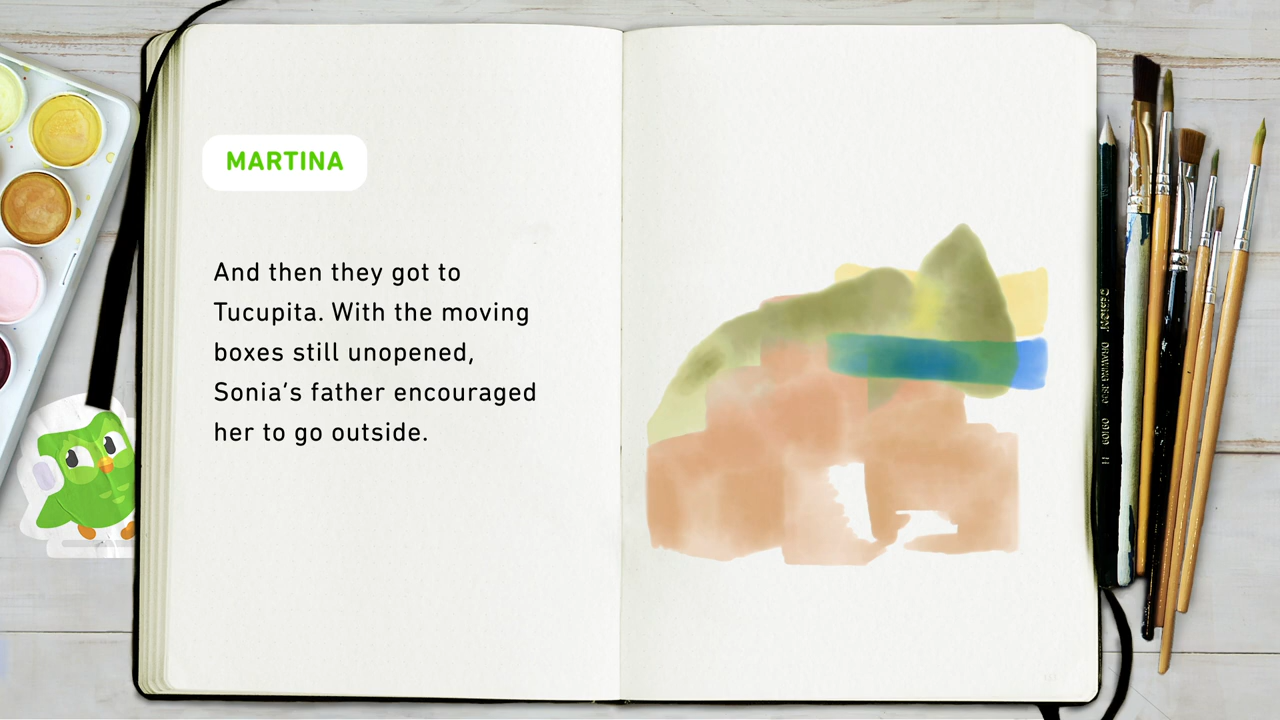 MARTINA
And then they got to
Tucupita. With the moving
boxes still unopened,
Sonia's father encouraged
her to go outside.